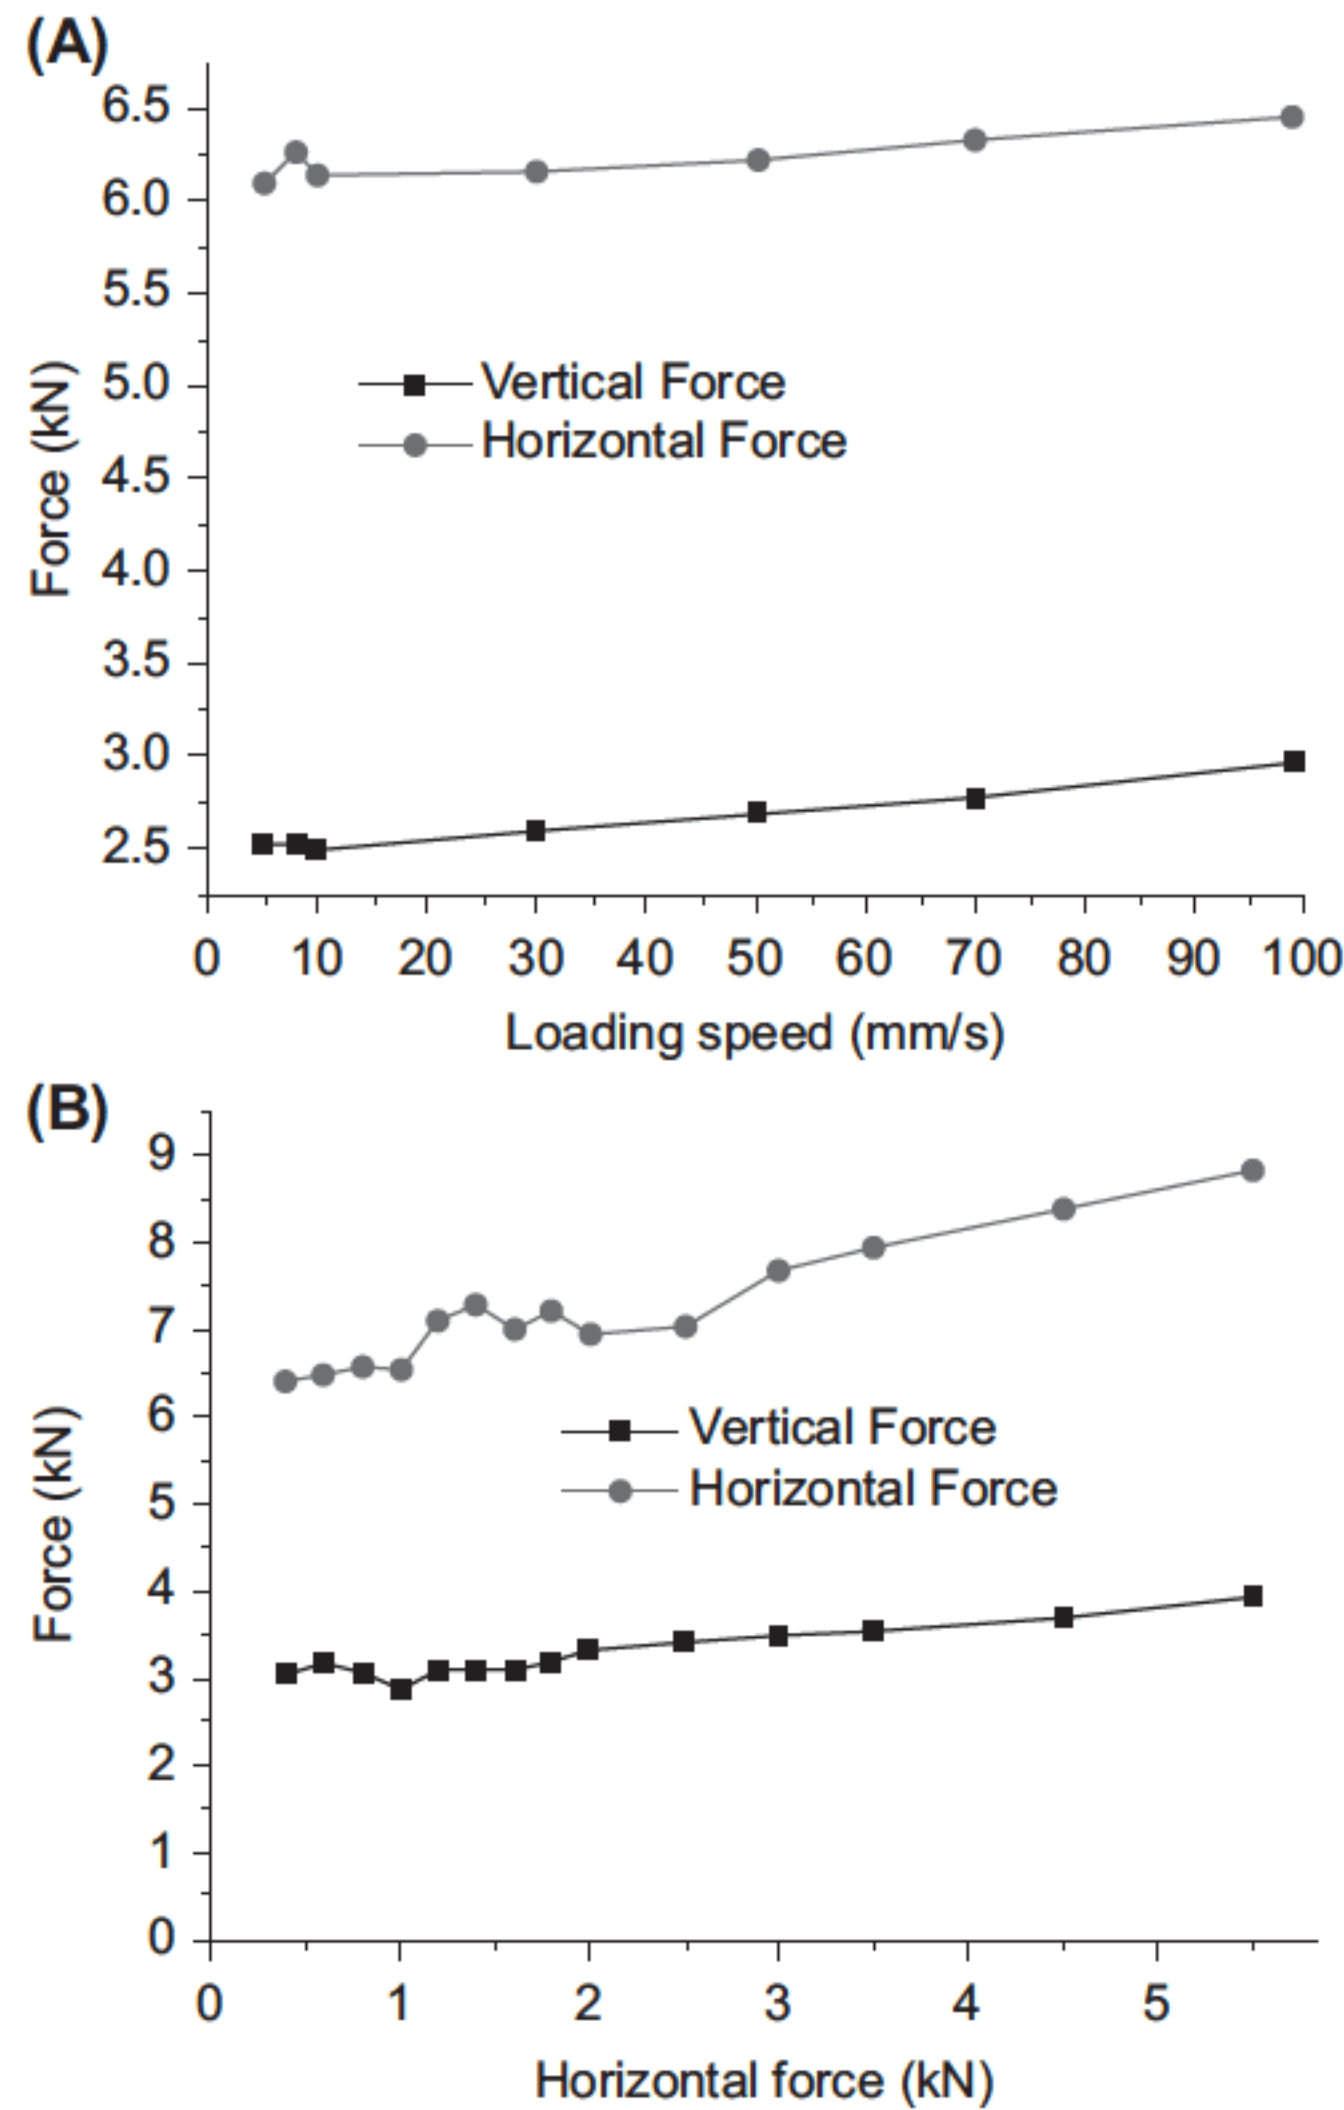 (A)
6.5
6.0
5.5
5.0
4.5
4.0
3.5
3.0
2.5
Force (kN)
Vertical Force
Horizontal Force
0 10 20 30 40 50 60 70 80 90 100
Loading speed (mm/s)
(B)
9
8
7
6
5
4
3
2
1
0
Force (kN)
Vertical Force
Horizontal Force
0 1 2 3 4 5
Horizontal force (kN)